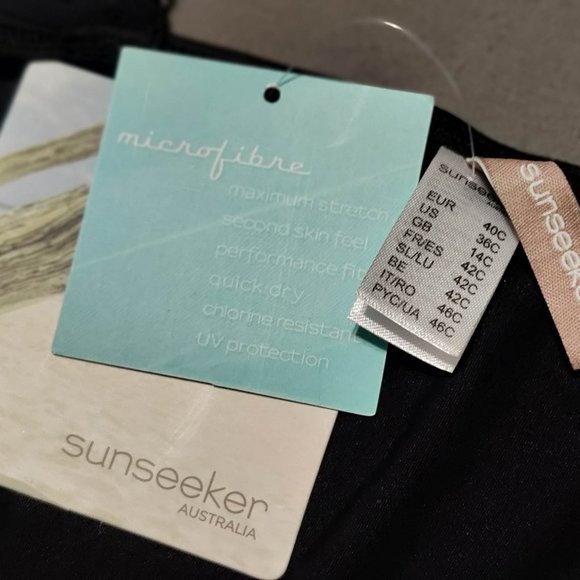 microfibre
maximum stretch
second skin feel
performance fit
quick dry
chlorine resistant
UV protection
sunseeker
AUSTRALIA
EUR 40C
US 36C
GB 14C
FR/ES 42C
SL/LU 42C
BE 42C
IT/RO 46C
PYC/UA 46C
sunseeker
sunseeker